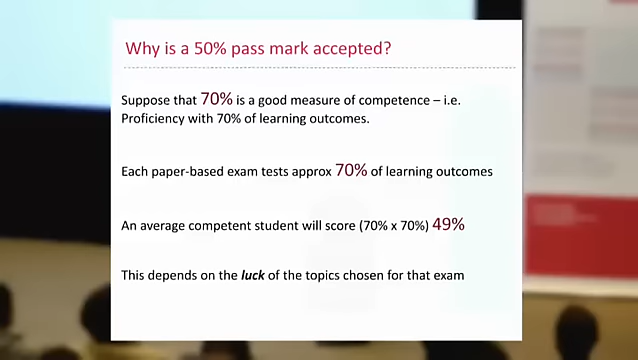 Why is a 50% pass mark accepted?
Suppose that 70% is a good measure of competence – i.e.
Proficiency with 70% of learning outcomes.
Each paper-based exam tests approx 70% of learning outcomes
An average competent student will score (70% x 70%) 49%
This depends on the luck of the topics chosen for that exam